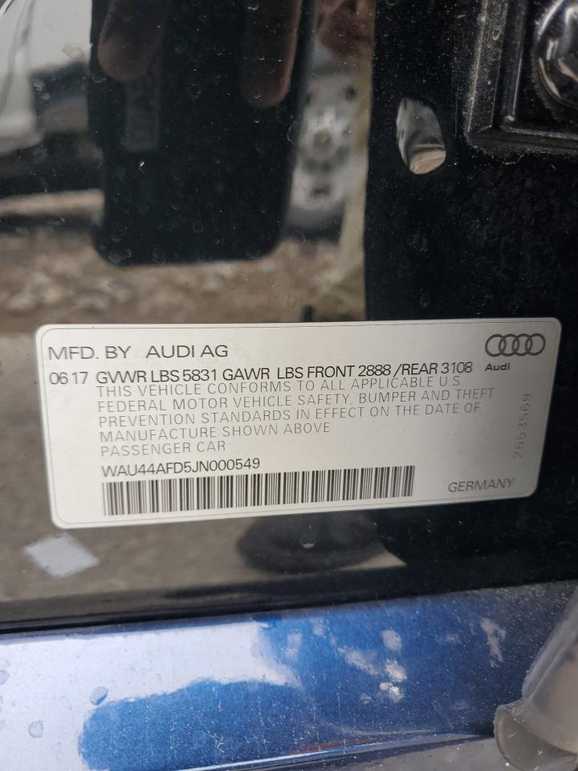 MFD. BY AUDI AG
06 17 GVWR LBS 5831 GAWR LBS FRONT 2888 /REAR 3108
Audi
THIS VEHICLE CONFORMS TO ALL APPLICABLE U S
FEDERAL MOTOR VEHICLE SAFETY, BUMPER AND THEFT
PREVENTION STANDARDS IN EFFECT ON THE DATE OF
MANUFACTURE SHOWN ABOVE
PASSENGER CAR
WAU44AFD5JN000549
GERMANY